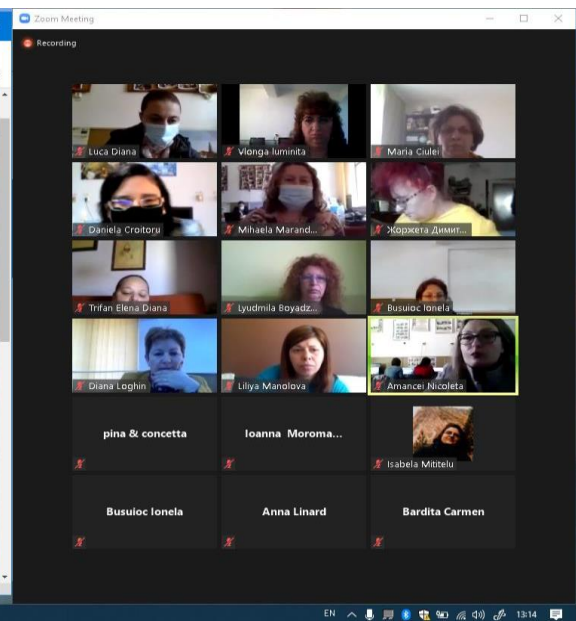 Zoom Meeting
Recording
Luca Diana
Vlonga luminita
Maria Ciulei
Daniela Croitoru
Mihaela Marand...
Жоржета Димит...
Trifan Elena Diana
Lyudmila Boyadz...
Busuioc Ionela
Diana Loghin
Liliya Manolova
Amancei Nicoleta
pina & concetta
Ioanna Moroma...
Isabela Mititelu
Busuioc Ionela
Anna Linard
Bardita Carmen
EN
13:14